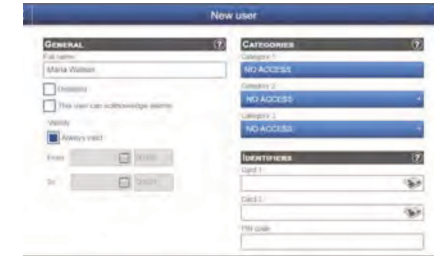 New user
GENERAL
Full name
Maria Wallner
Disabled
This user can acknowledge alarms
Validity
Always valid
From
To
CATEGORIES
Category 1
NO ACCESS
Category 2
NO ACCESS
Category 3
NO ACCESS
IDENTIFIERS
Card 1
Card 2
PIN code